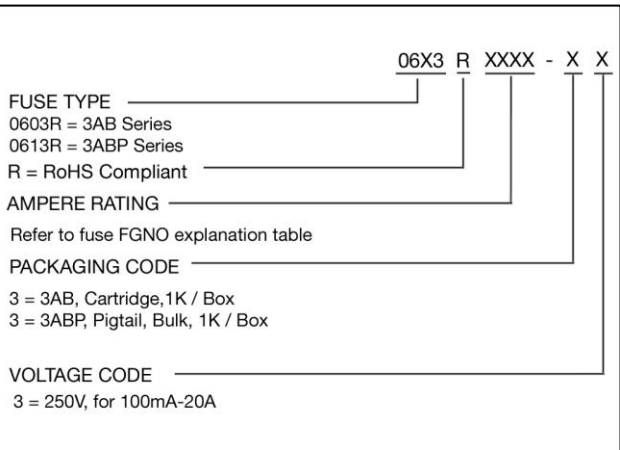 06X3 R XXXX - X X
FUSE TYPE
0603R = 3AB Series
0613R = 3ABP Series
R = RoHS Compliant
AMPERE RATING
Refer to fuse FGNO explanation table
PACKAGING CODE
3 = 3AB, Cartridge,1K / Box
3 = 3ABP, Pigtail, Bulk, 1K / Box
VOLTAGE CODE
3 = 250V, for 100mA-20A